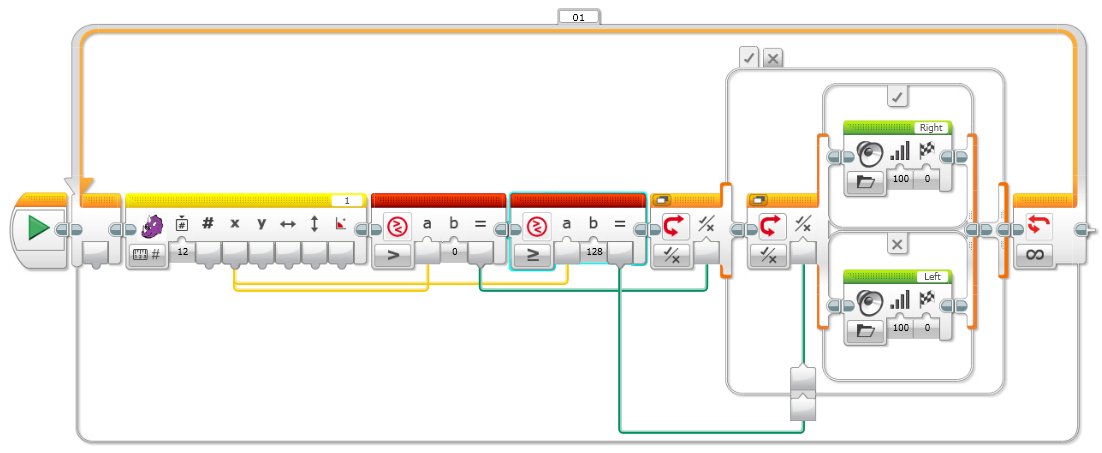 01
Right
1
# x y
a b =
a b =
#
12
>
0
≥
128
100 0
∞
Left
100 0